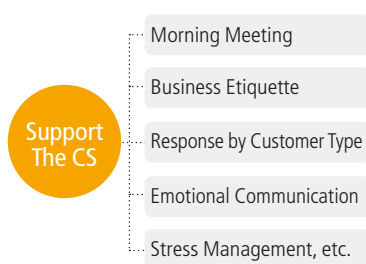 Support
The CS
Morning Meeting
Business Etiquette
Response by Customer Type
Emotional Communication
Stress Management, etc.